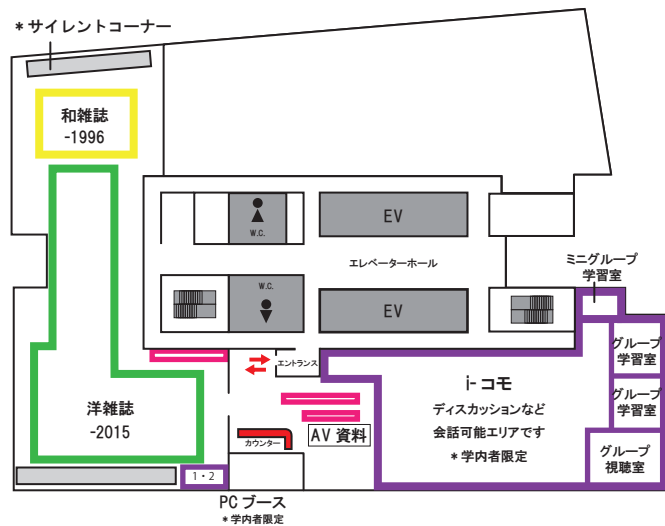 *サイレントコーナー
和雑誌
-1996
W.C.
EV
エレベーターホール
W.C.
EV
ミニグループ
学習室
エントランス
グループ
学習室
グループ
学習室
i-コモ
ディスカッションなど
会話可能エリアです
*学内者限定
グループ
視聴室
洋雑誌
-2015
カウンター
AV 資料
1・2
PC ブース
*学内者限定